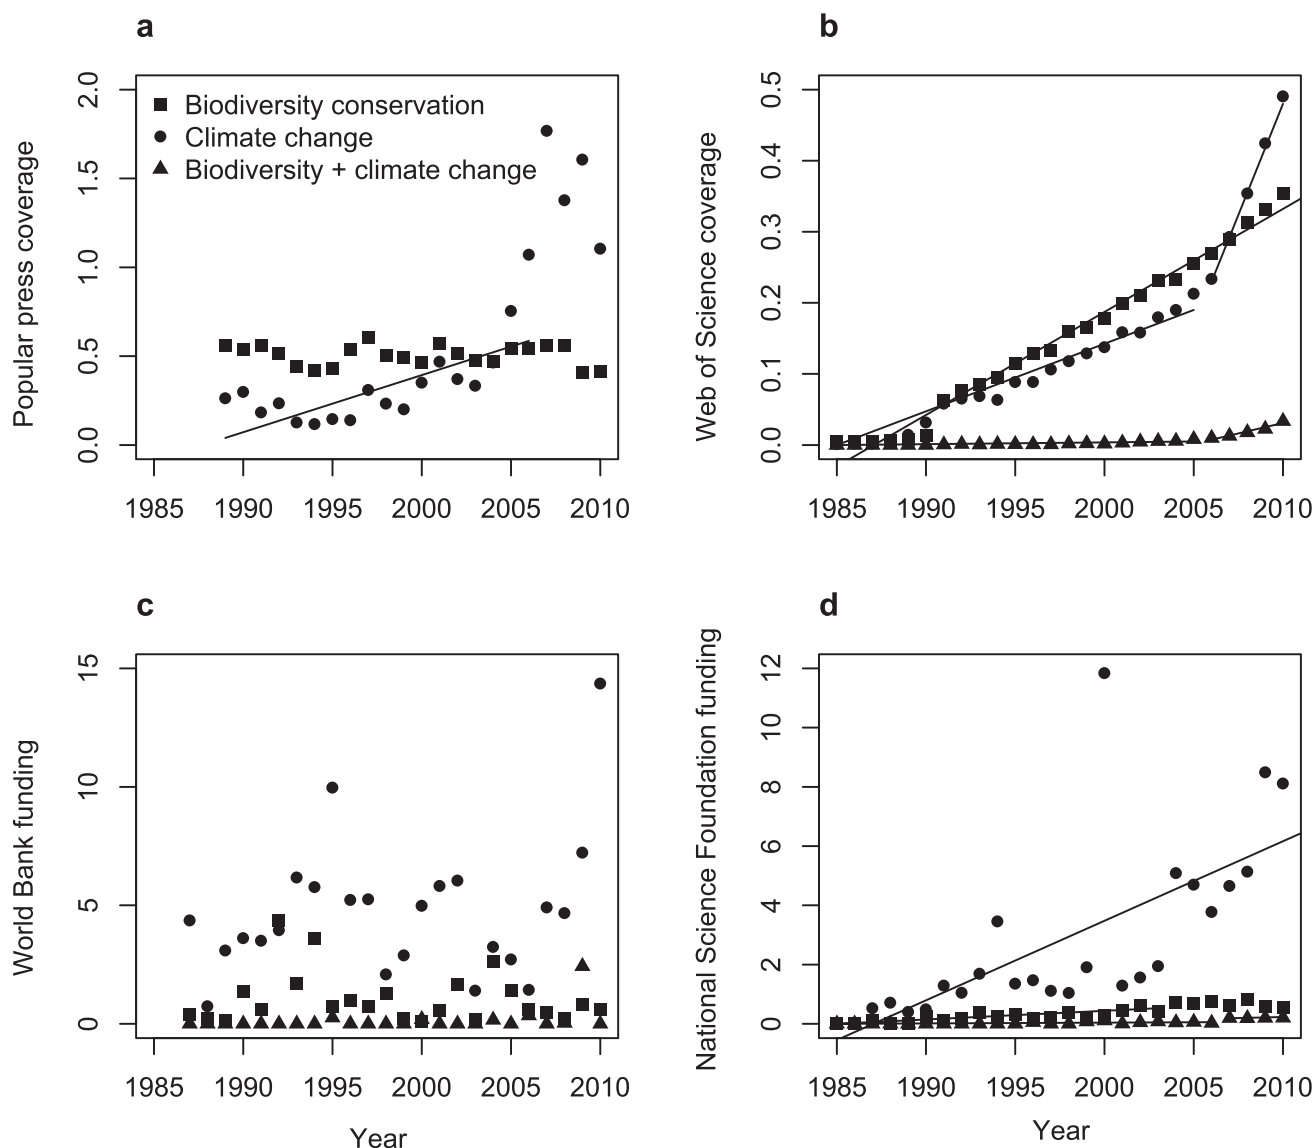 a
Popular press coverage
2.0
1.5
1.0
0.5
0.0
Biodiversity conservation
Climate change
Biodiversity + climate change
1985 1990 1995 2000 2005 2010
b
Web of Science coverage
0.5
0.4
0.3
0.2
0.1
0.0
1985 1990 1995 2000 2005 2010
c
World Bank funding
15
10
5
0
1985 1990 1995 2000 2005 2010
Year
d
National Science Foundation funding
12
10
8
6
4
2
0
1985 1990 1995 2000 2005 2010
Year